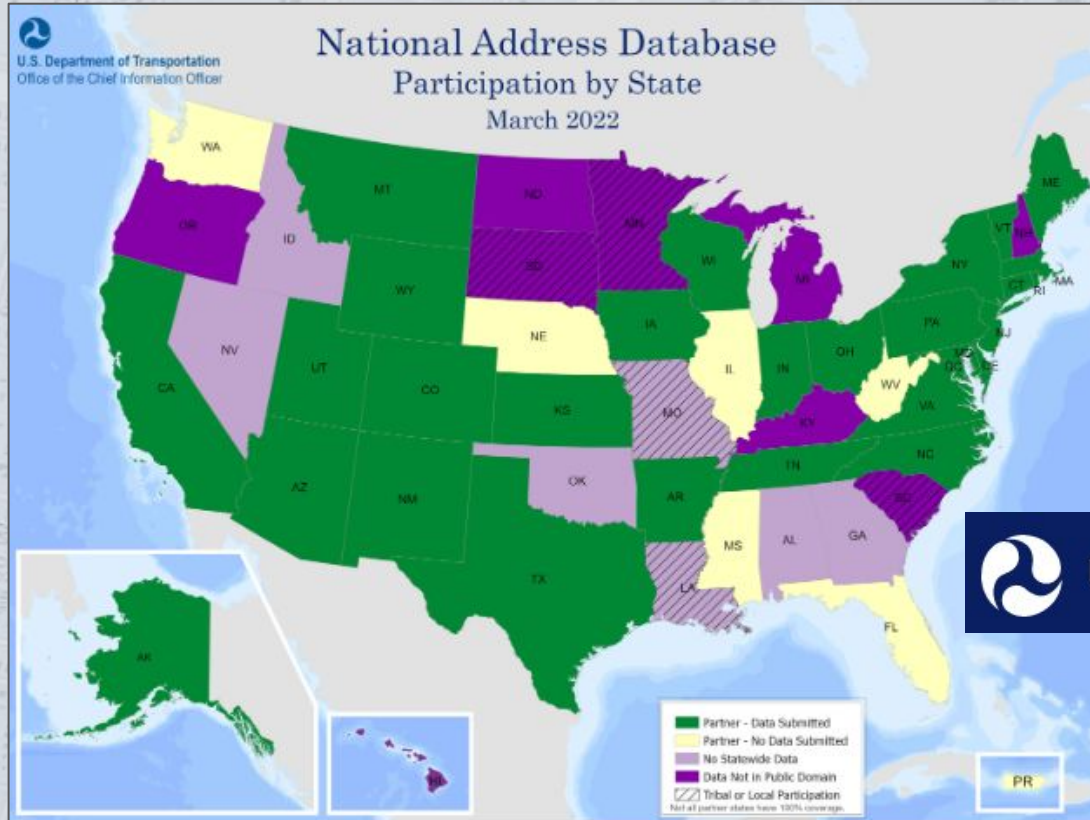 U.S. Department of Transportation
Office of the Chief Information Officer
National Address Database
Participation by State
March 2022
WA
MT
ND
MN
ME
OR
ID
SD
WI
MI
VT
NH
NY
WY
MA
CT
RI
IA
PA
NE
NJ
NV
IL
IN
OH
MD
UT
DC
DE
CA
CO
WV
KS
MO
KY
VA
TN
NC
AZ
NM
OK
AR
SC
MS
AL
GA
TX
LA
FL
AK
HI
PR
Partner - Data Submitted
Partner - No Data Submitted
No Statewide Data
Data Not in Public Domain
Tribal or Local Participation
Not all partner states have 100% coverage.